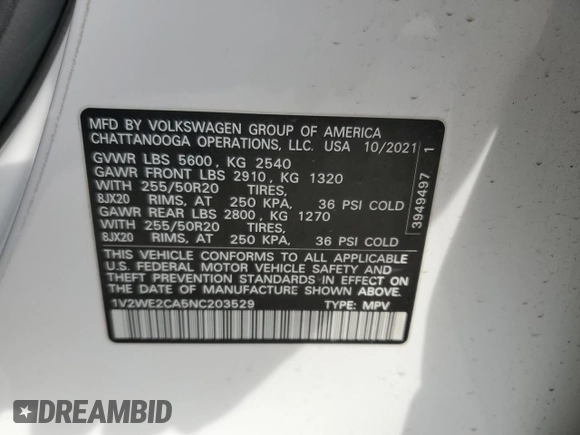 MFD BY VOLKSWAGEN GROUP OF AMERICA
CHATTANOOGA OPERATIONS, LLC. USA 10/2021
GVWR LBS 5600, KG 2540
GAWR FRONT LBS 2910, KG 1320
WITH 255/50R20 TIRES,
8JX20 RIMS, AT 250 KPA, 36 PSI COLD
GAWR REAR LBS 2800, KG 1270
WITH 255/50R20 TIRES,
8JX20 RIMS, AT 250 KPA, 36 PSI COLD
THIS VEHICLE CONFORMS TO ALL APPLICABLE
U.S. FEDERAL MOTOR VEHICLE SAFETY AND
THEFT PREVENTION STANDARDS IN EFFECT ON
THE DATE OF MANUFACTURE SHOWN ABOVE.
1V2WE2CA5NC203529 TYPE: MPV
3949497 1
$DREAMBID